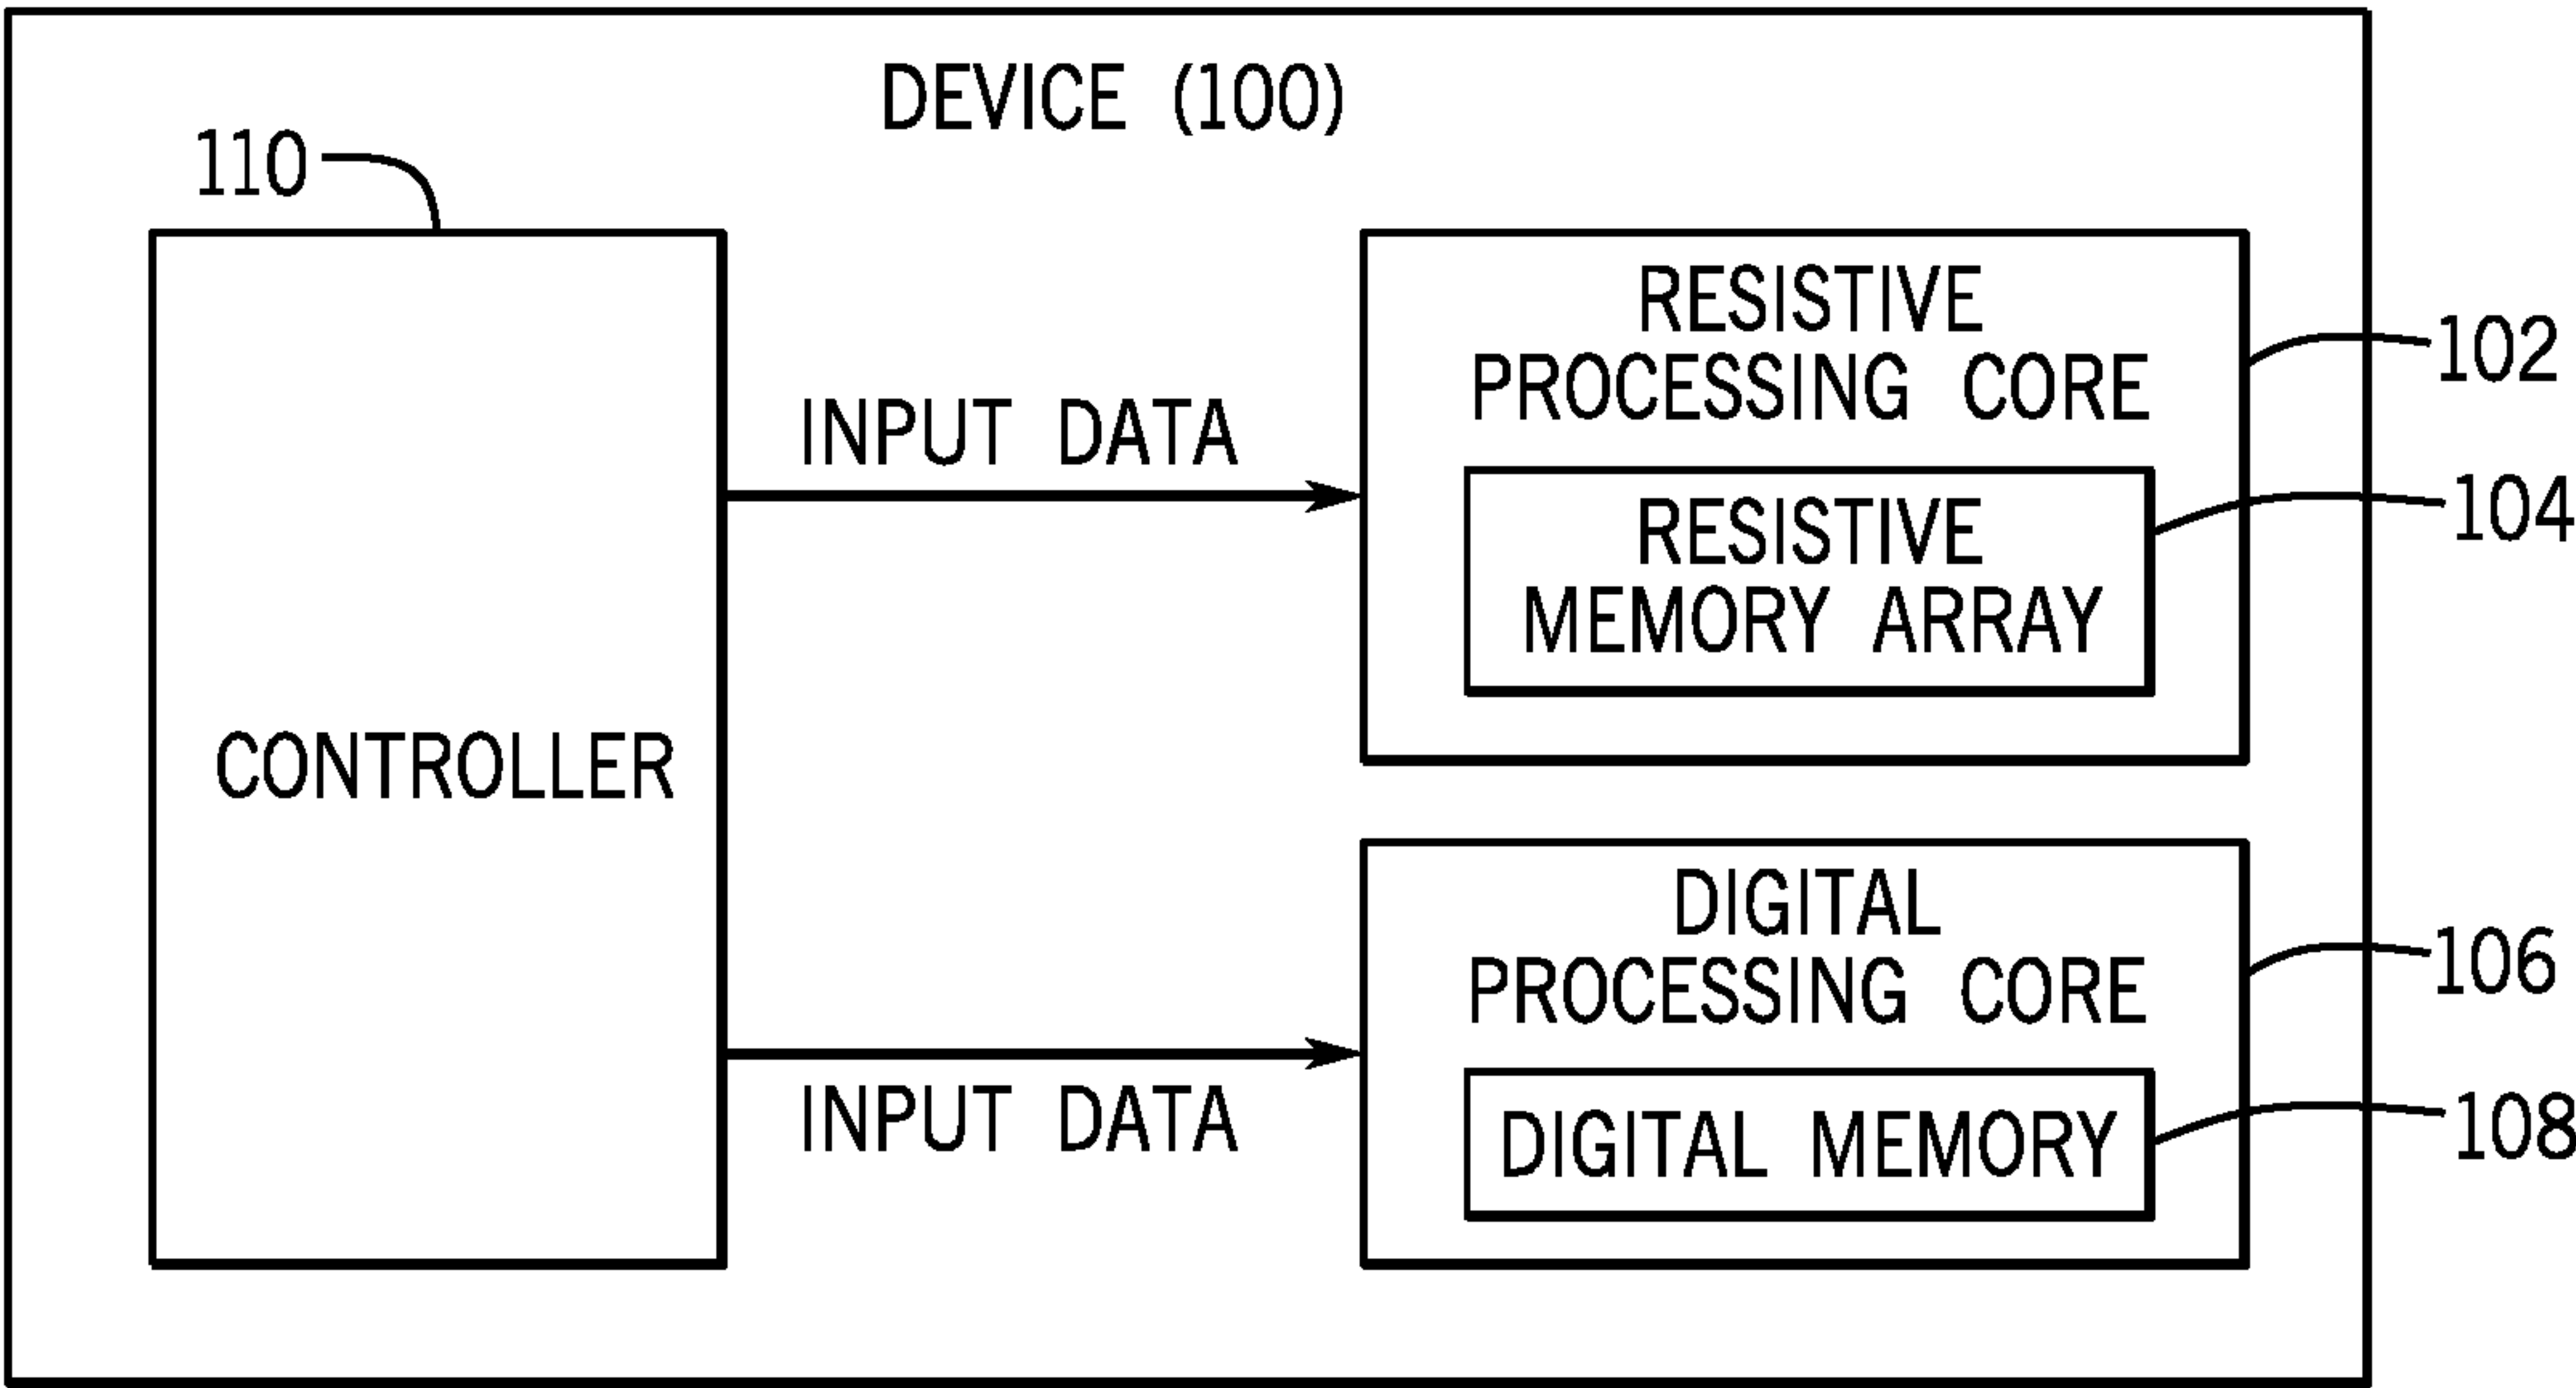 DEVICE (100)
110
CONTROLLER
INPUT DATA
RESISTIVE
PROCESSING CORE
102
RESISTIVE
MEMORY ARRAY
104
INPUT DATA
DIGITAL
PROCESSING CORE
106
DIGITAL MEMORY
108